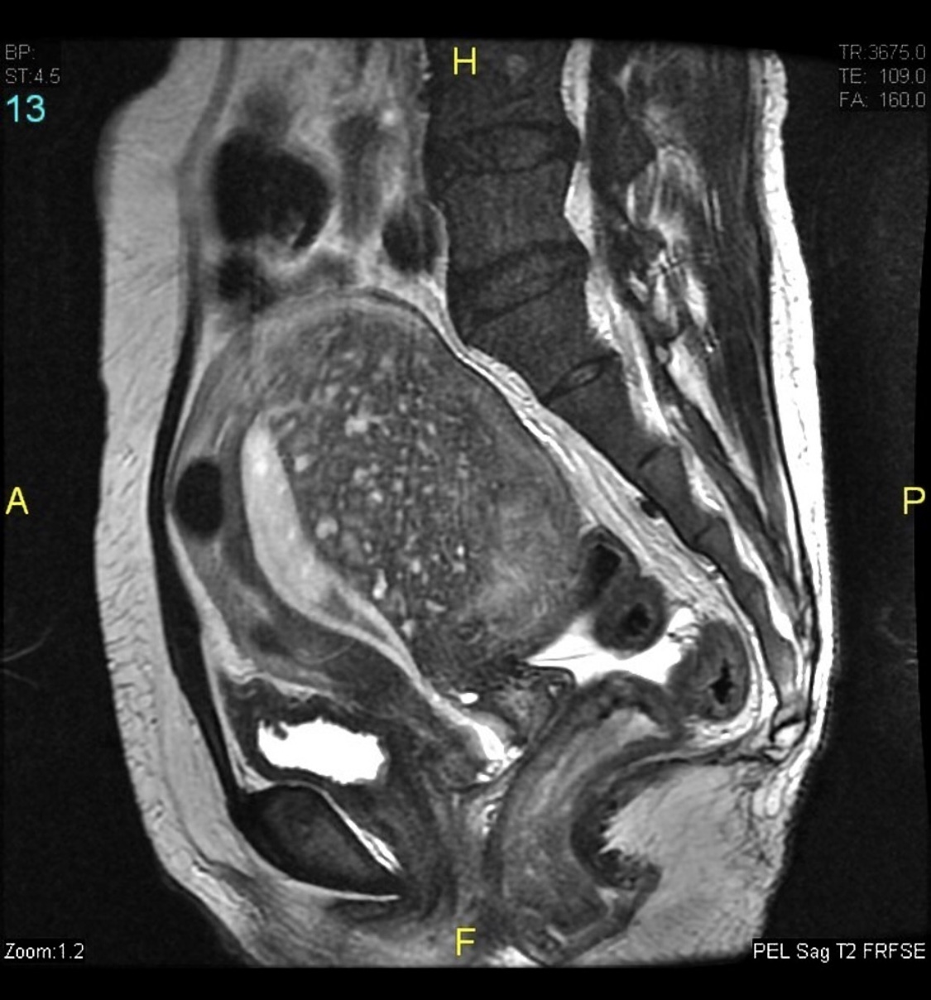 BP:
ST:4.5
13
H
TR:3675.0
TE: 109.0
FA: 160.0
A
P
F
Zoom:1.2
PEL Sag T2 FRFSE